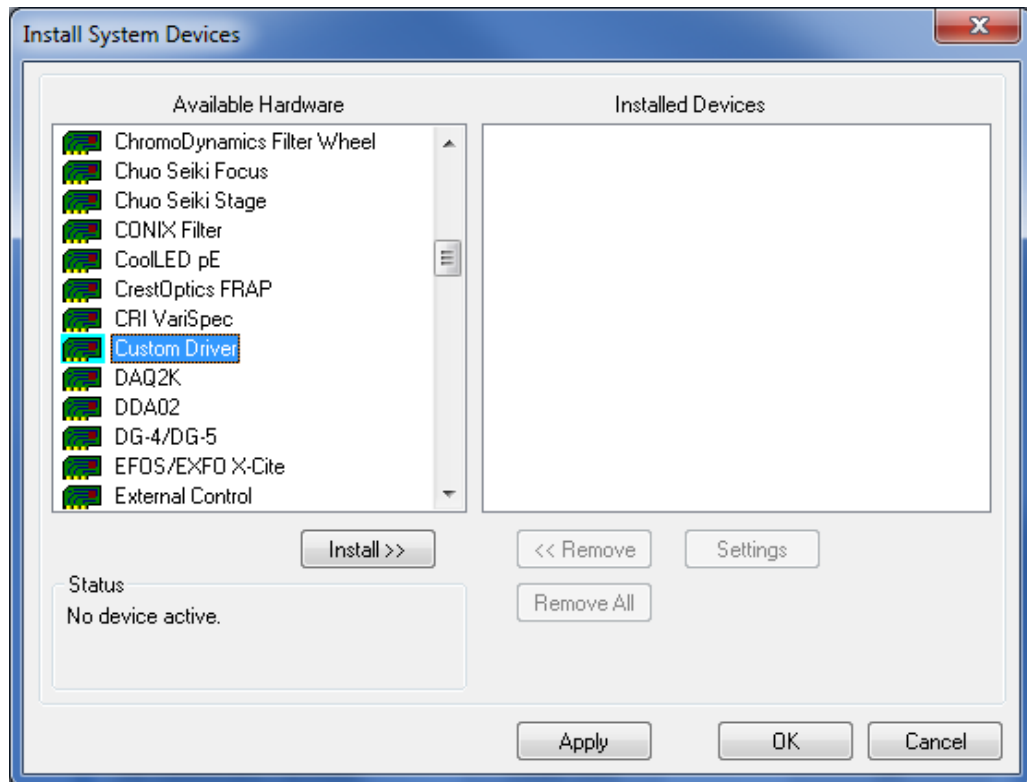 Install System Devices
Available Hardware
ChromoDynamics Filter Wheel
Chuo Seiki Focus
Chuo Seiki Stage
CONIX Filter
CoolLED pE
CrestOptics FRAP
CRI VariSpec
Custom Driver
DAQ2K
DDA02
DG-4/DG-5
EFOS/EXFO X-Cite
External Control
Installed Devices
Install >>
<< Remove
Settings
Remove All
Status
No device active.
Apply
OK
Cancel